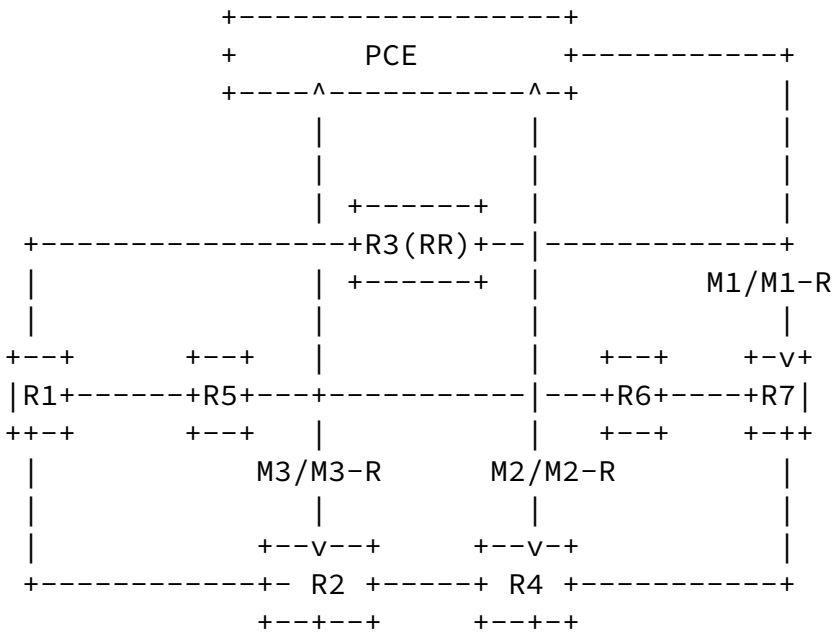 PCE
R3(RR)
M1/M1-R
R1 R5 R6 R7
M3/M3-R M2/M2-R
R2 R4